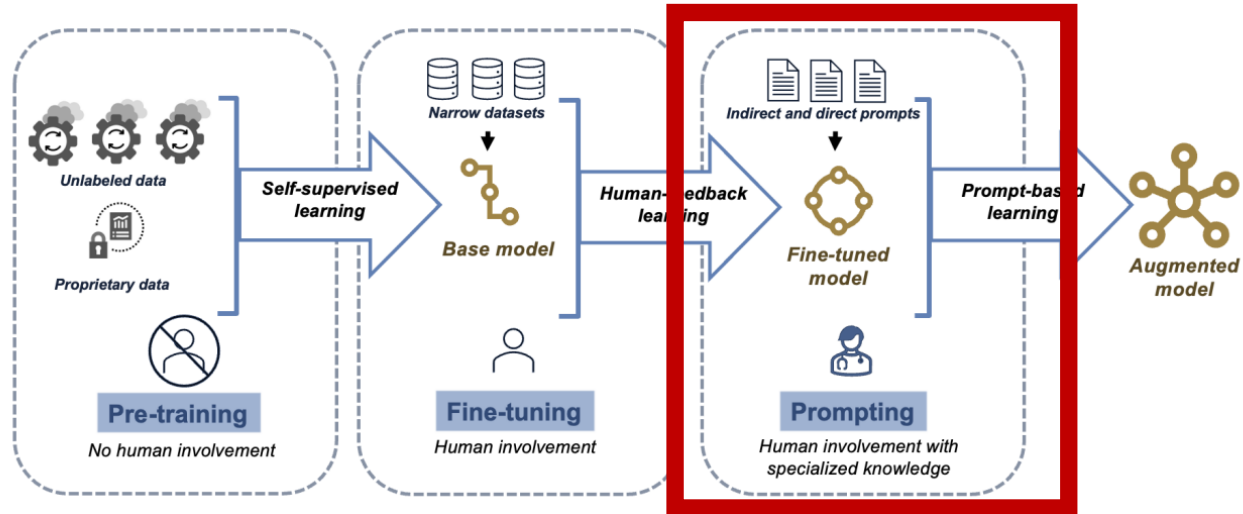 Unlabeled data
Proprietary data
Pre-training
No human involvement
Self-supervised
learning
Narrow datasets
Base model
Fine-tuning
Human involvement
Human-feedback
learning
Indirect and direct prompts
Fine-tuned
model
Prompting
Human involvement with
specialized knowledge
Prompt-based
learning
Augmented
model